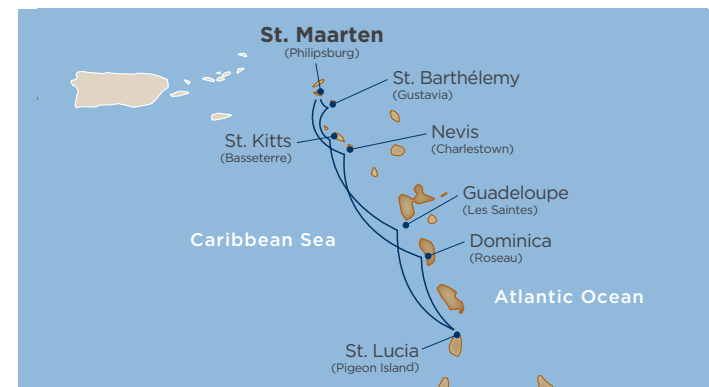 St. Maarten
(Philipsburg)
St. Barthélemy
(Gustavia)
St. Kitts
(Basseterre)
Nevis
(Charlestown)
Guadeloupe
(Les Saintes)
Caribbean Sea
Dominica
(Roseau)
Atlantic Ocean
St. Lucia
(Pigeon Island)